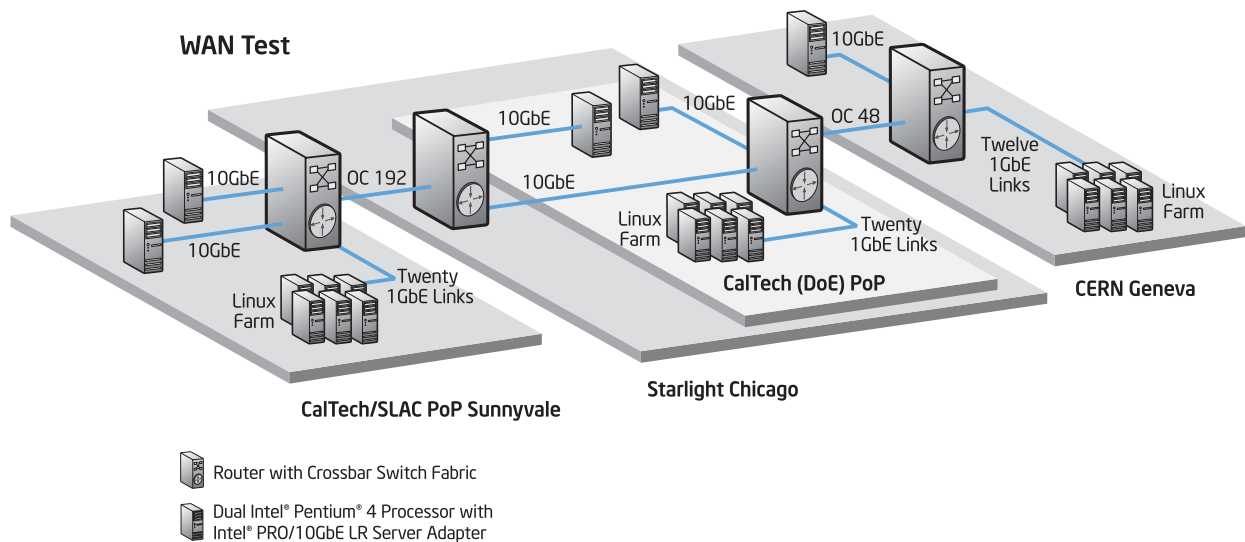 WAN Test
10GbE
10GbE
OC 192
10GbE
10GbE
10GbE
OC 48
10GbE
Twelve
1GbE
Links
Linux
Farm
Linux
Farm
Twenty
1GbE Links
Linux
Farm
Twenty
1GbE Links
CalTech (DoE) PoP
CERN Geneva
Starlight Chicago
CalTech/SLAC PoP Sunnyvale
Router with Crossbar Switch Fabric
Dual Intel® Pentium® 4 Processor with
Intel® PRO/10GbE LR Server Adapter